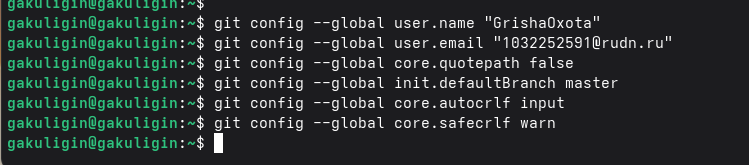 gakuligin@gakuligin:~$
gakuligin@gakuligin:~$ git config --global user.name "GrishaOxota"
gakuligin@gakuligin:~$ git config --global user.email "1032252591@rudn.ru"
gakuligin@gakuligin:~$ git config --global core.quotepath false
gakuligin@gakuligin:~$ git config --global init.defaultBranch master
gakuligin@gakuligin:~$ git config --global core.autocrlf input
gakuligin@gakuligin:~$ git config --global core.safecrlf warn
gakuligin@gakuligin:~$